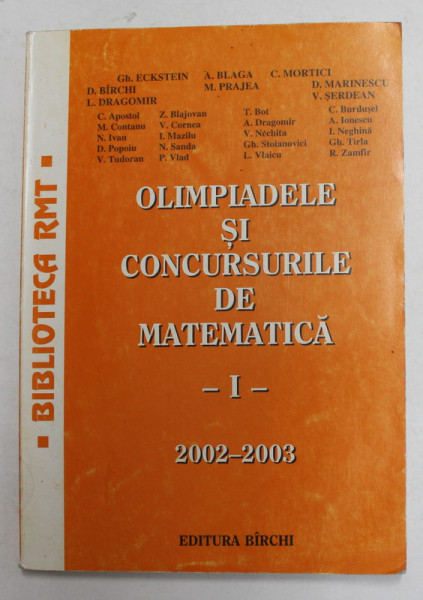 Gh. ECKSTEIN A. BLAGA C. MORTICI
D. BÎRCHI M. PRAJEA D. MARINESCU
L. DRAGOMIR V. ŞERDEAN
C. Apostol Z. Blajovan T. Bot C. Burduşel
M. Contanu V. Cornea A. Dragomir A. Ionescu
N. Ivan I. Mazilu V. Nechita I. Neghină
D. Popoiu N. Sanda Gh. Stoianovici Gh. Tirla
V. Tudoran P. Vlad L. Vlaicu R. Zamfir
OLIMPIADELE
ŞI
CONCURSURILE
DE
MATEMATICĂ
– I –
2002–2003
EDITURA BÎRCHI
▪ BIBLIOTECA RMT ▪